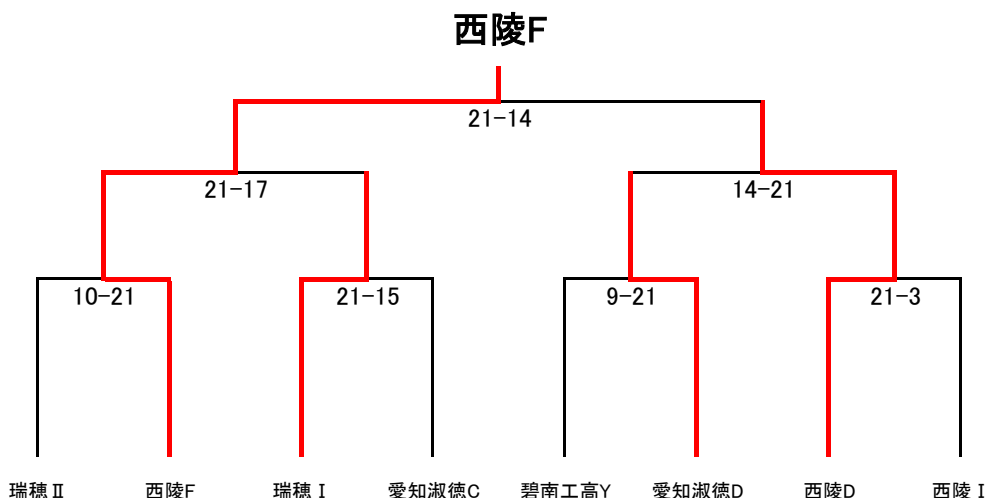 西陵F
21-14
21-17
14-21
10-21
21-15
9-21
21-3
瑞穂Ⅱ
西陵F
瑞穂Ⅰ
愛知淑徳C
碧南工高Y
愛知淑徳D
西陵D
西陵Ⅰ